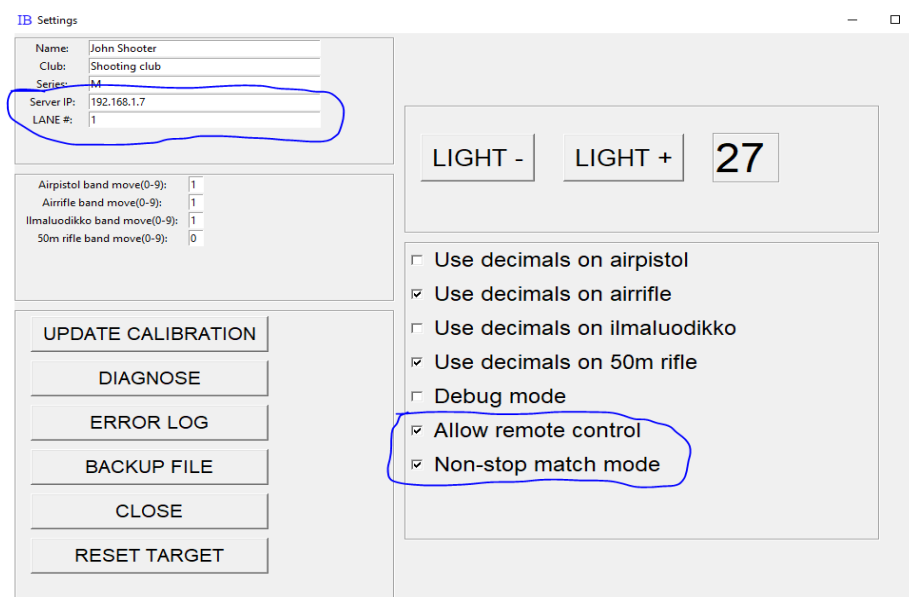 IB Settings
Name: John Shooter
Club: Shooting club
Series: M
Server IP: 192.168.1.7
LANE #: 1
Airpistol band move(0-9): 1
Airrifle band move(0-9): 1
Ilmaluodikko band move(0-9): 1
50m rifle band move(0-9): 0
UPDATE CALIBRATION
DIAGNOSE
ERROR LOG
BACKUP FILE
CLOSE
RESET TARGET
LIGHT - LIGHT + 27
Use decimals on airpistol
Use decimals on airrifle
Use decimals on ilmaluodikko
Use decimals on 50m rifle
Debug mode
Allow remote control
Non-stop match mode